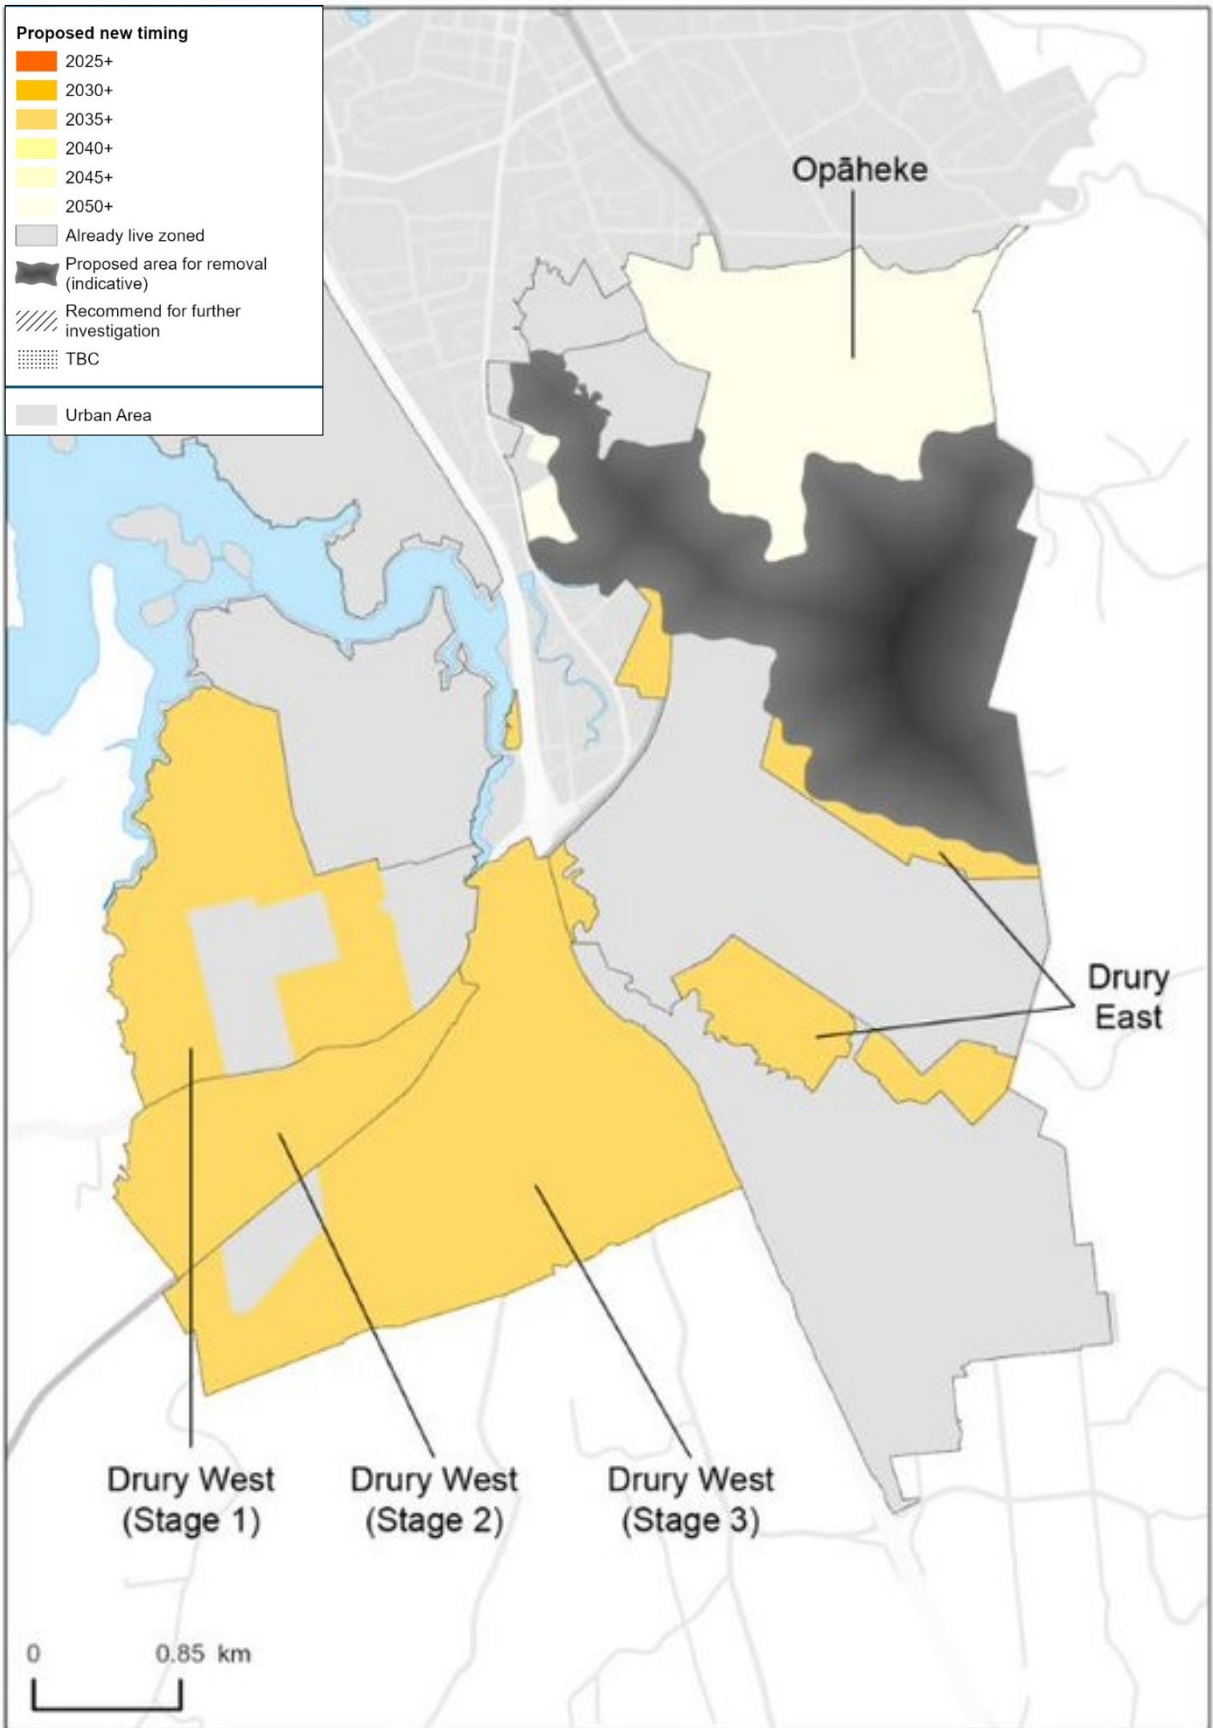 Proposed new timing
2025+
2030+
2035+
2040+
2045+
2050+
Already live zoned
Proposed area for removal
(indicative)
Recommend for further
investigation
TBC
Urban Area
Opāheke
Drury
East
Drury West
(Stage 1)
Drury West
(Stage 2)
Drury West
(Stage 3)
0 0.85 km